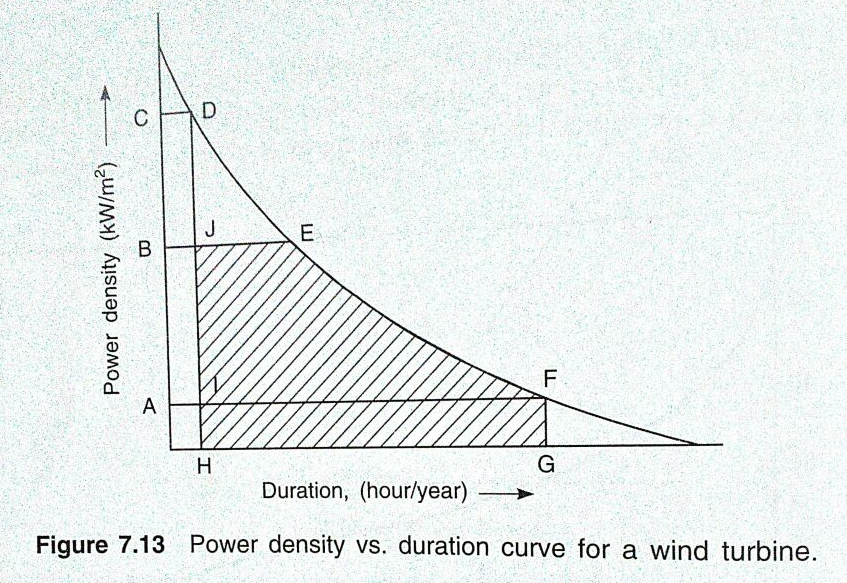 C
D
J
E
B
I
F
A
H
G
Power density (kW/m²)
Duration, (hour/year)
Figure 7.13 Power density vs. duration curve for a wind turbine.